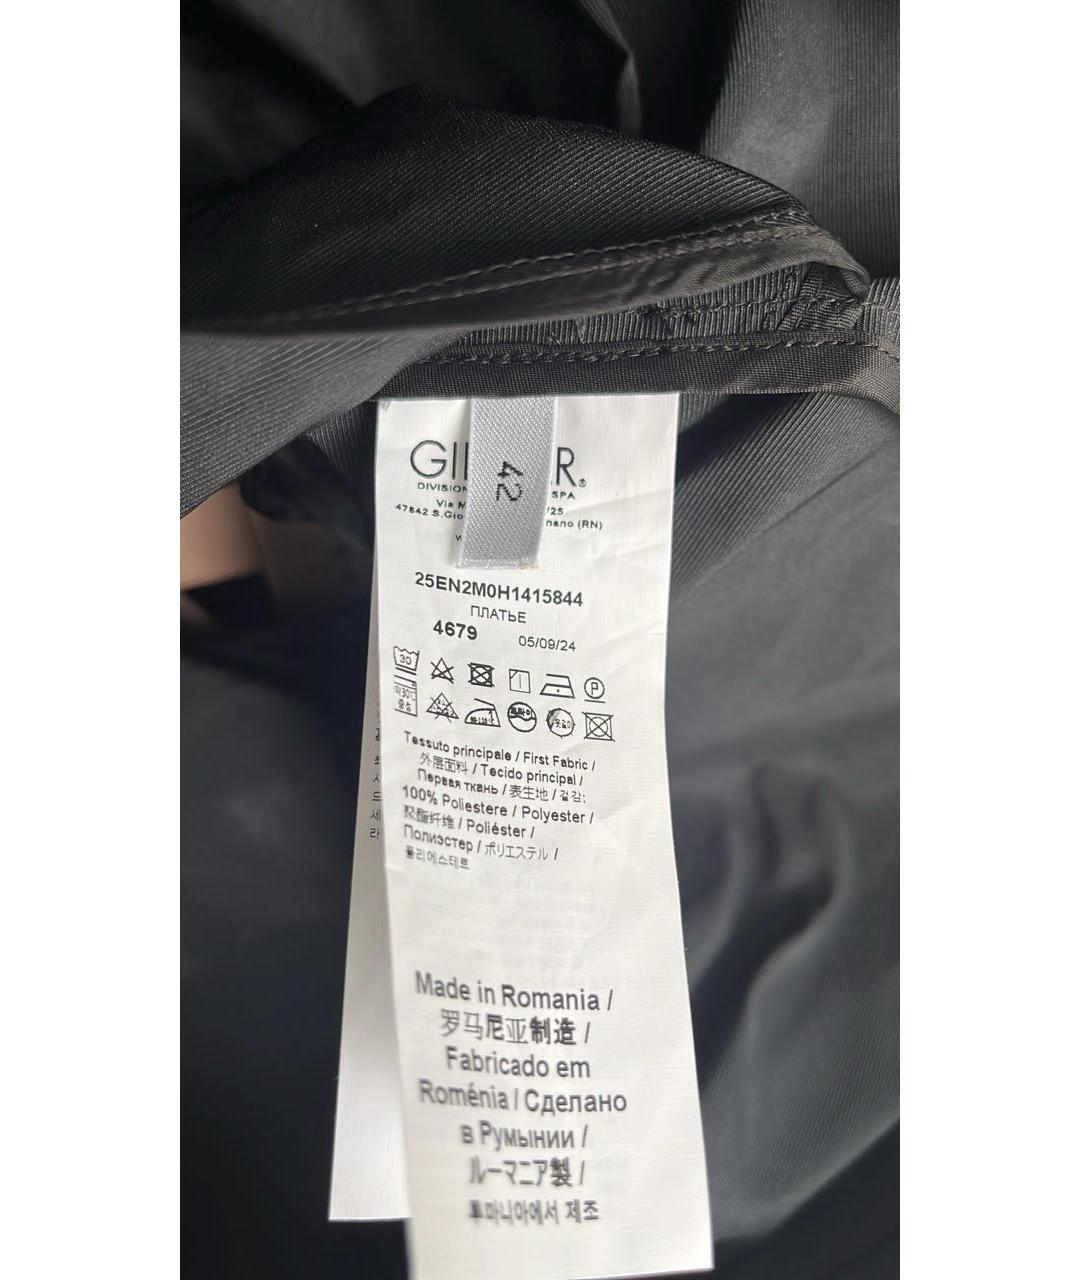 42
DIVISION SPA
Via M /25
47842 S.Gio nano (RN)
25EN2M0H1415844
ПЛАТЬЕ
4679 05/09/24
30
P
Tessuto principale / First Fabric /
外层面料 / Tecido principal /
Первая ткань / 表生地 / 겉감:
100% Poliestere / Polyester /
聚酯纤维 / Poliéster /
Полиэстер / ポリエステル /
폴리에스테르
Made in Romania /
罗马尼亚制造 /
Fabricado em
Roménia / Сделано
в Румынии /
ルーマニア製 /
루마니아에서 제조